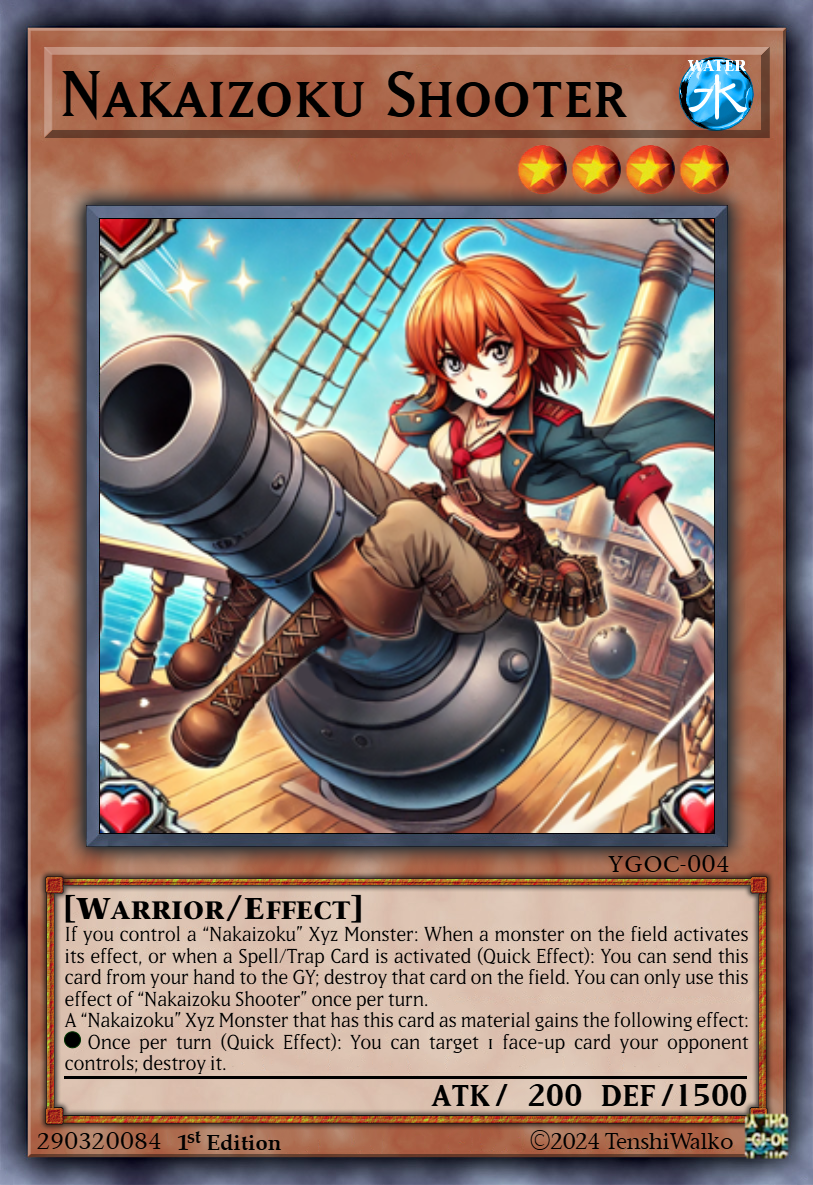 Nakaizoku Shooter
WATER
水
YGOC-004
[Warrior/Effect]
If you control a “Nakaizoku” Xyz Monster: When a monster on the field activates
its effect, or when a Spell/Trap Card is activated (Quick Effect): You can send this
card from your hand to the GY; destroy that card on the field. You can only use this
effect of “Nakaizoku Shooter” once per turn.
A “Nakaizoku” Xyz Monster that has this card as material gains the following effect:
● Once per turn (Quick Effect): You can target 1 face-up card your opponent
controls; destroy it.
ATK/ 200 DEF/1500
290320084 1st Edition ©2024 TenshiWalko